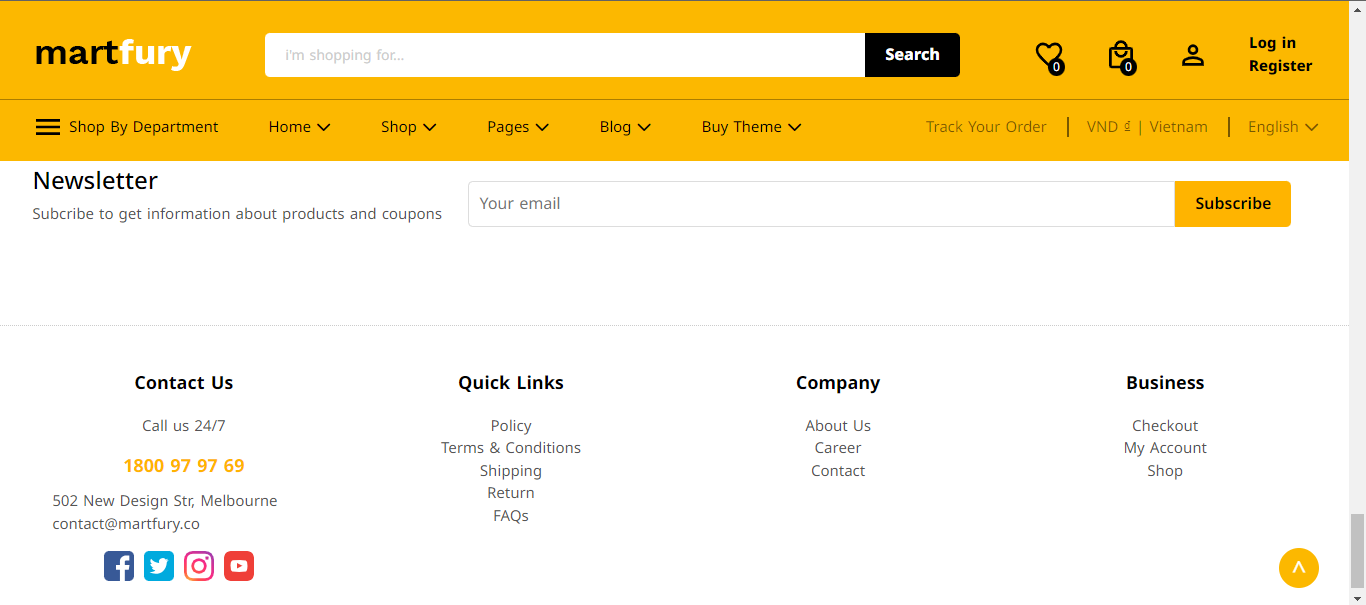 martfury
i'm shopping for...
Search
0
0
Log in
Register
Shop By Department
Home
Shop
Pages
Blog
Buy Theme
Track Your Order
VND ₫ | Vietnam
English
Newsletter
Subcribe to get information about products and coupons
Your email
Subscribe
Contact Us
Call us 24/7
1800 97 97 69
502 New Design Str, Melbourne
contact@martfury.co
Quick Links
Policy
Terms & Conditions
Shipping
Return
FAQs
Company
About Us
Career
Contact
Business
Checkout
My Account
Shop
^